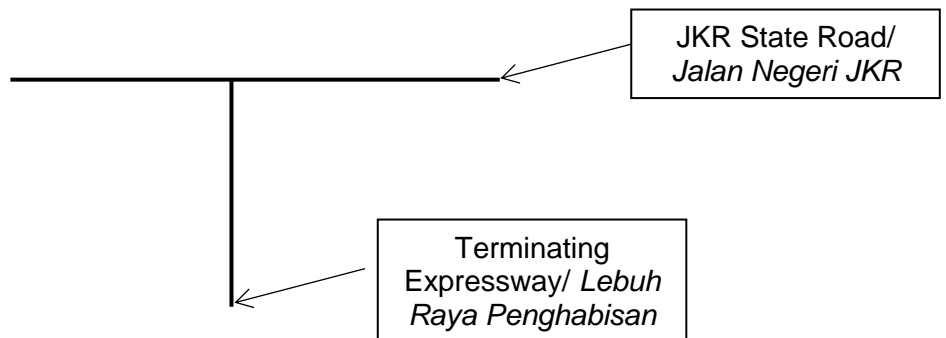 JKR State Road/
Jalan Negeri JKR
Terminating
Expressway/ Lebuh
Raya Penghabisan